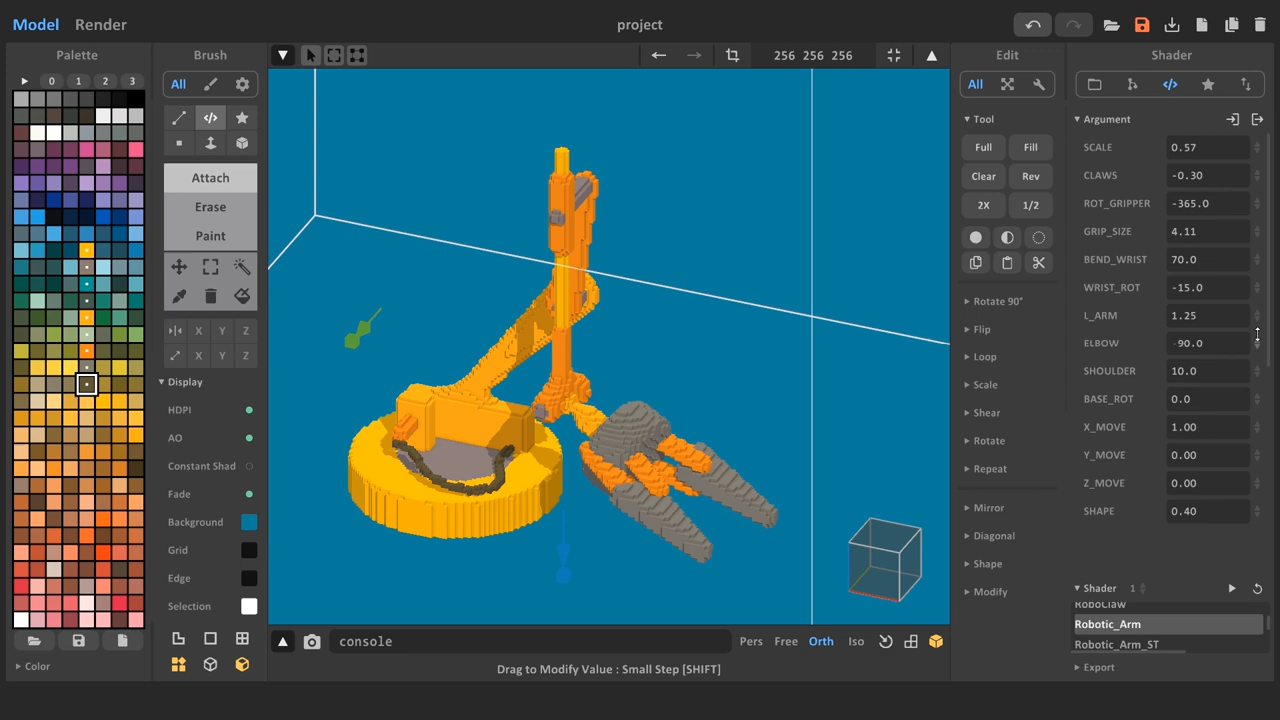 Model Render project
Palette Brush 256 256 256 Edit Shader
0 1 2 3 All All
Tool Argument
SCALE 0.57
Full Fill
CLAWS -0.30
Attach Clear Rev
ROT_GRIPPER -365.0
Erase 2X 1/2
GRIP_SIZE 4.11
Paint
BEND_WRIST 70.0
WRIST_ROT -15.0
Rotate 90°
L_ARM 1.25
X Y Z Flip
ELBOW -90.0
X Y Z Loop
SHOULDER 10.0
Display Scale
BASE_ROT 0.0
HDPI Shear
X_MOVE 1.00
AO Rotate
Y_MOVE 0.00
Constant Shad Repeat
Z_MOVE 0.00
Fade Mirror
SHAPE 0.40
Background Diagonal
Grid Shape
Edge Modify
Shader 1
Selection RoboClaw
Robotic_Arm
console Pers Free Orth Iso
Robotic_Arm_ST
Color Drag to Modify Value : Small Step [SHIFT] Export